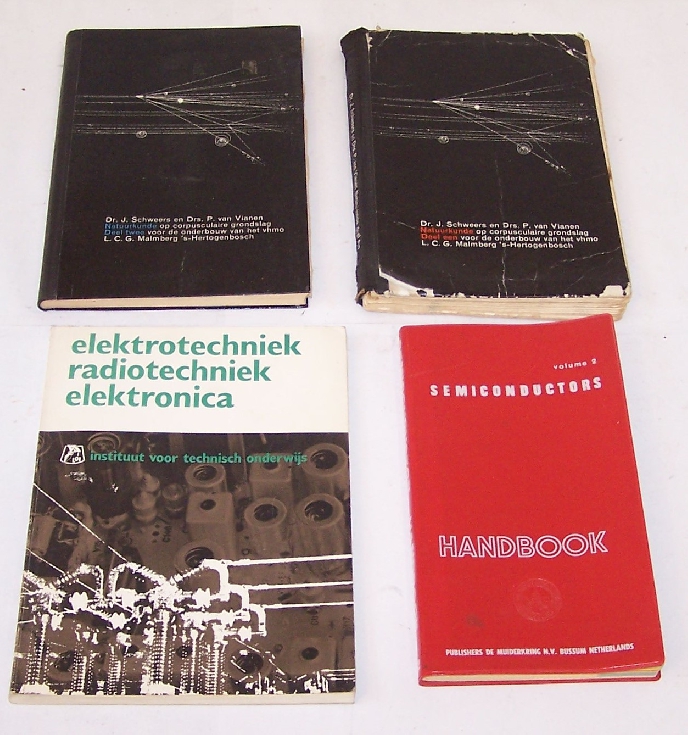 Dr. J. Schweers en Drs. P. van Vianen
Natuurkunde op corpusculaire grondslag
Deel twee voor de onderbouw van het vhmo
L. C. G. Malmberg 's-Hertogenbosch
Dr. J. Schweers en Drs. P. van Vianen
Natuurkunde op corpusculaire grondslag
Deel een voor de onderbouw van het vhmo
L. C. G. Malmberg 's-Hertogenbosch
elektrotechniek
radiotechniek
elektronica
instituut voor technisch onderwijs
volume 2
SEMICONDUCTORS
HANDBOOK
PUBLISHERS DE MUIDERKRING N.V. BUSSUM NETHERLANDS